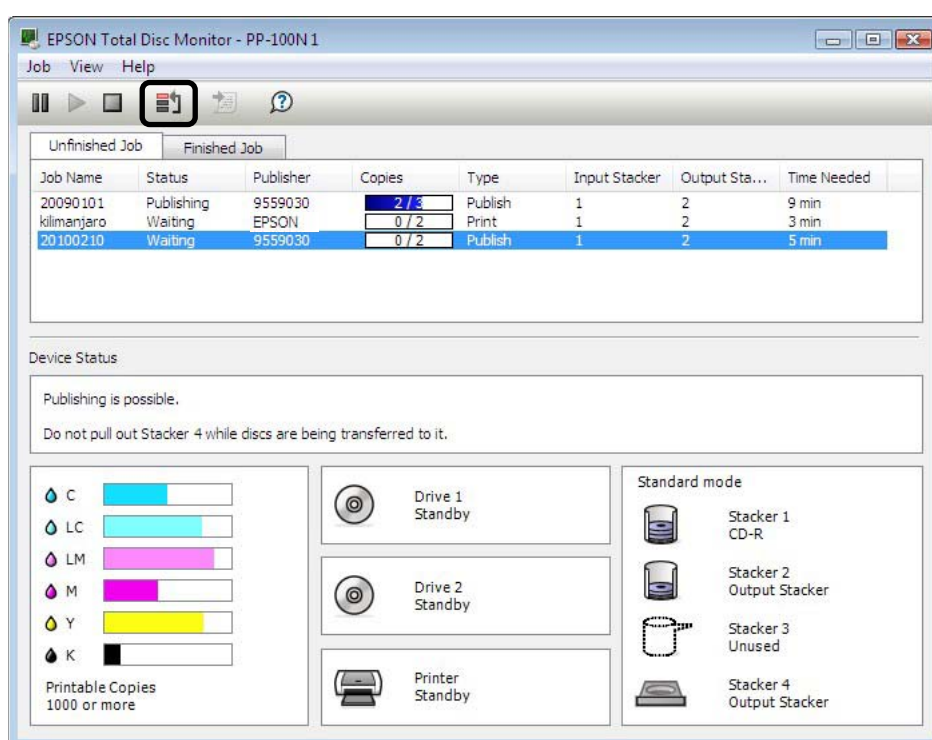 EPSON Total Disc Monitor - PP-100N 1
Job View Help
Unfinished Job Finished Job
Job Name Status Publisher Copies Type Input Stacker Output Sta... Time Needed
20090101 Publishing 9559030 2 / 3 Publish 1 2 9 min
kilimanjaro Waiting EPSON 0 / 2 Print 1 2 3 min
20100210 Waiting 9559030 0 / 2 Publish 1 2 5 min
Device Status
Publishing is possible.
Do not pull out Stacker 4 while discs are being transferred to it.
C
LC
LM
M
Y
K
Printable Copies
1000 or more
Drive 1
Standby
Drive 2
Standby
Printer
Standby
Standard mode
Stacker 1
CD-R
Stacker 2
Output Stacker
Stacker 3
Unused
Stacker 4
Output Stacker